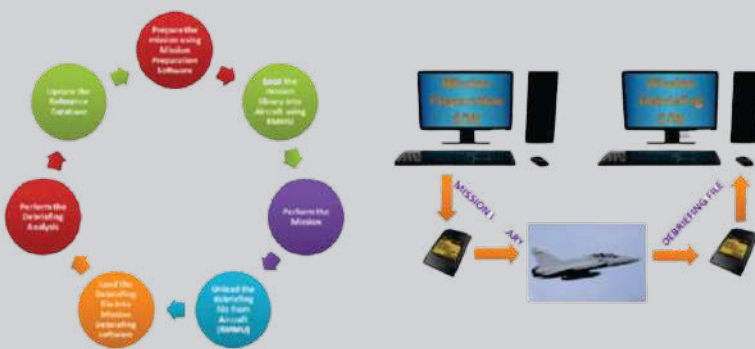 Prepare the
mission using
Mission
Preparation
Software
Load the
mission
library into
Aircraft using
Perform the
Mission
Unload the
debriefing
file from
Aircraft
Load the
Debriefing
file into
Mission
Debriefing
software
Perform the
Debriefing
Analysis
Update the
Reference
Database
Mission
Preparation
Mission
Debriefing
MISSION
ARY
DEBRIEFING FILE